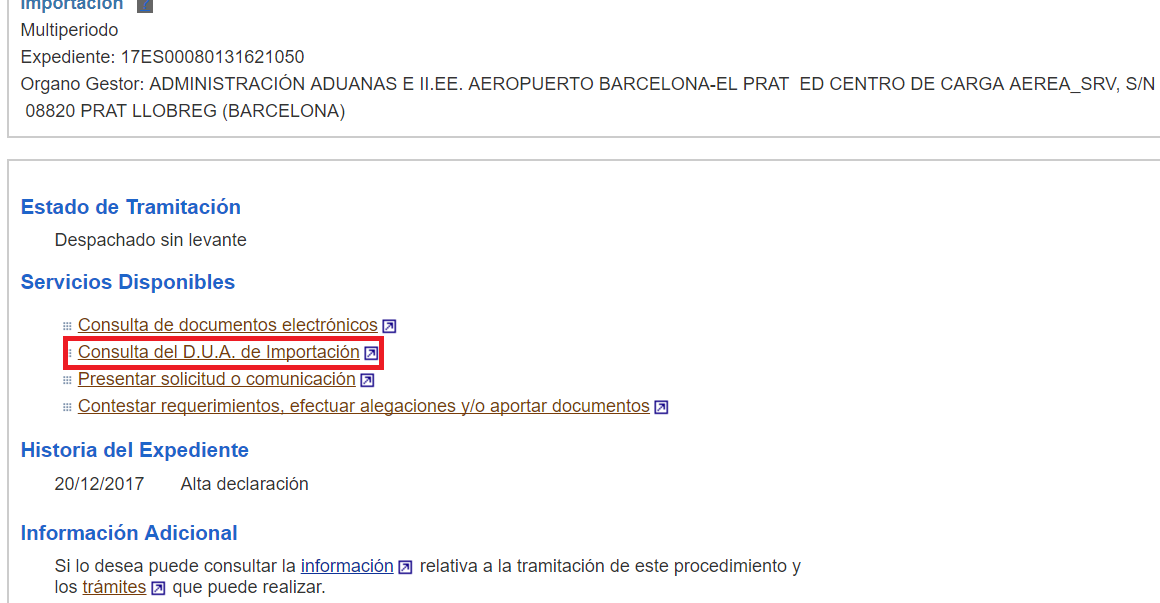 Importación
Multiperiodo
Expediente: 17ES00080131621050
Organo Gestor: ADMINISTRACIÓN ADUANAS E II.EE. AEROPUERTO BARCELONA-EL PRAT ED CENTRO DE CARGA AEREA_SRV, S/N
08820 PRAT LLOBREG (BARCELONA)
Estado de Tramitación
Despachado sin levante
Servicios Disponibles
Consulta de documentos electrónicos
Consulta del D.U.A. de Importación
Presentar solicitud o comunicación
Contestar requerimientos, efectuar alegaciones y/o aportar documentos
Historia del Expediente
20/12/2017 Alta declaración
Información Adicional
Si lo desea puede consultar la información relativa a la tramitación de este procedimiento y
los trámites que puede realizar.